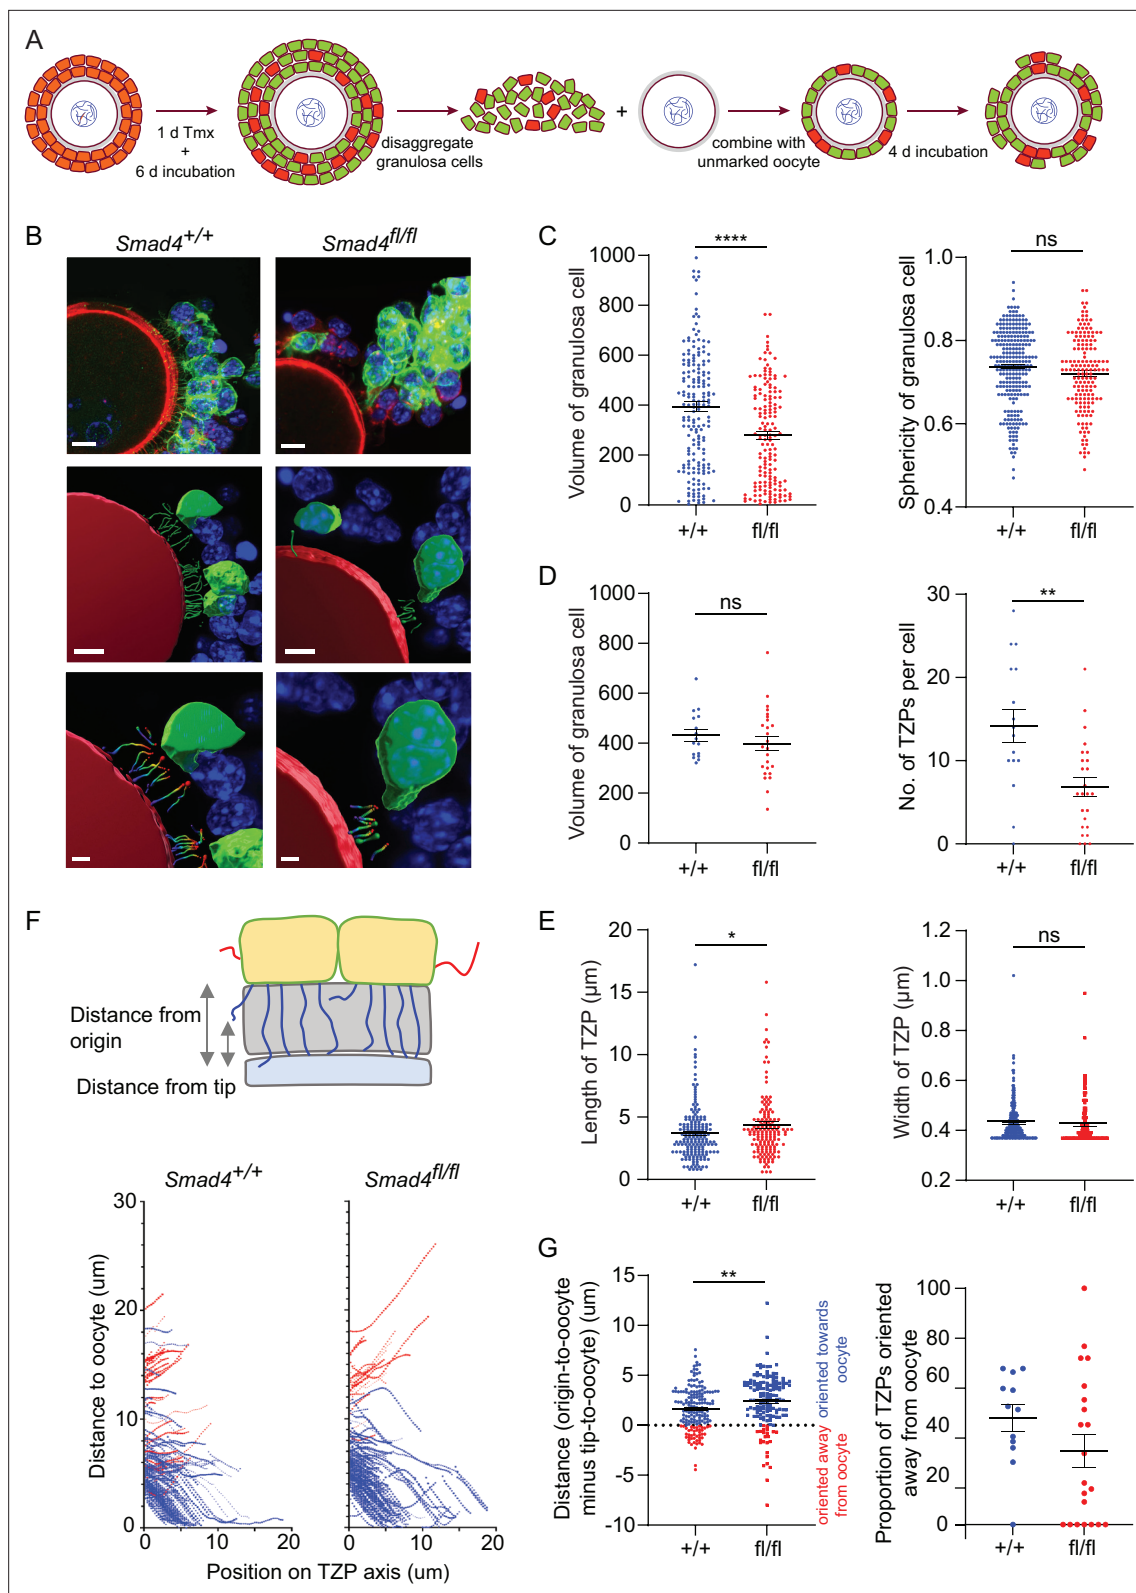 A
1 d Tmx
+
6 d incubation
disaggregate
granulosa cells
+
combine with
unmarked oocyte
4 d incubation
B
Smad4+/+
Smad4fl/fl
C
Volume of granulosa cell
1000
800
600
400
200
0
****
+/+
fl/fl
Sphericity of granulosa cell
1.0
0.8
0.6
0.4
ns
+/+
fl/fl
D
Volume of granulosa cell
1000
800
600
400
200
0
ns
+/+
fl/fl
No. of TZPs per cell
30
20
10
0
**
+/+
fl/fl
E
Length of TZP (µm)
20
15
10
5
0
*
+/+
fl/fl
Width of TZP (µm)
1.2
1.0
0.8
0.6
0.4
0.2
ns
+/+
fl/fl
F
Distance from
origin
Distance from tip
Smad4+/+
Smad4fl/fl
Distance to oocyte (um)
30
20
10
0
0
10
20
0
10
20
Position on TZP axis (um)
G
Distance (origin-to-oocyte
minus tip-to-oocyte) (um)
15
10
5
0
-5
-10
**
+/+
fl/fl
oriented away
from oocyte
oriented towards
oocyte
Proportion of TZPs oriented
away from oocyte
100
80
60
40
20
0
+/+
fl/fl